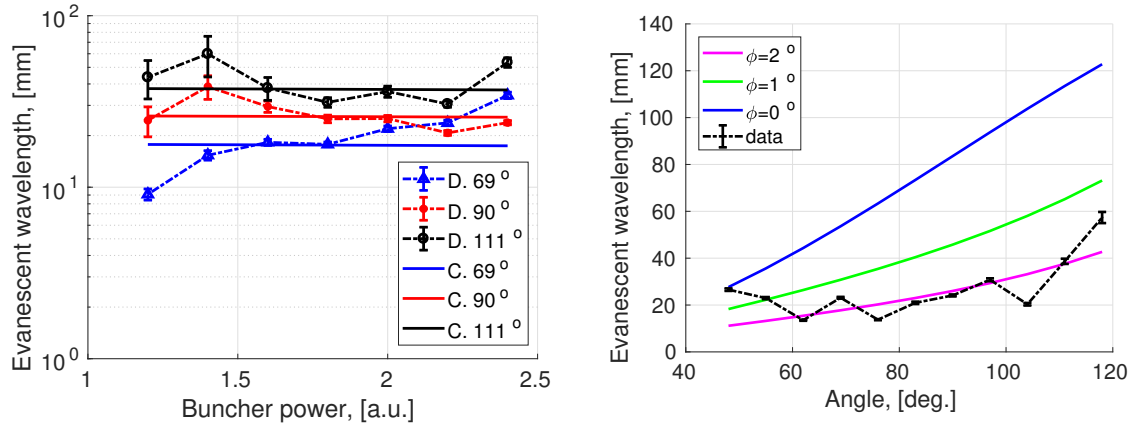 10²
10¹
10⁰
Evanescent wavelength, [mm]
D. 69 °
D. 90 °
D. 111 °
C. 69 °
C. 90 °
C. 111 °
1 1.5 2 2.5
Buncher power, [a.u.]
140
120
100
80
60
40
20
0
Evanescent wavelength, [mm]
ϕ=2 °
ϕ=1 °
ϕ=0 °
data
40 60 80 100 120
Angle, [deg.]